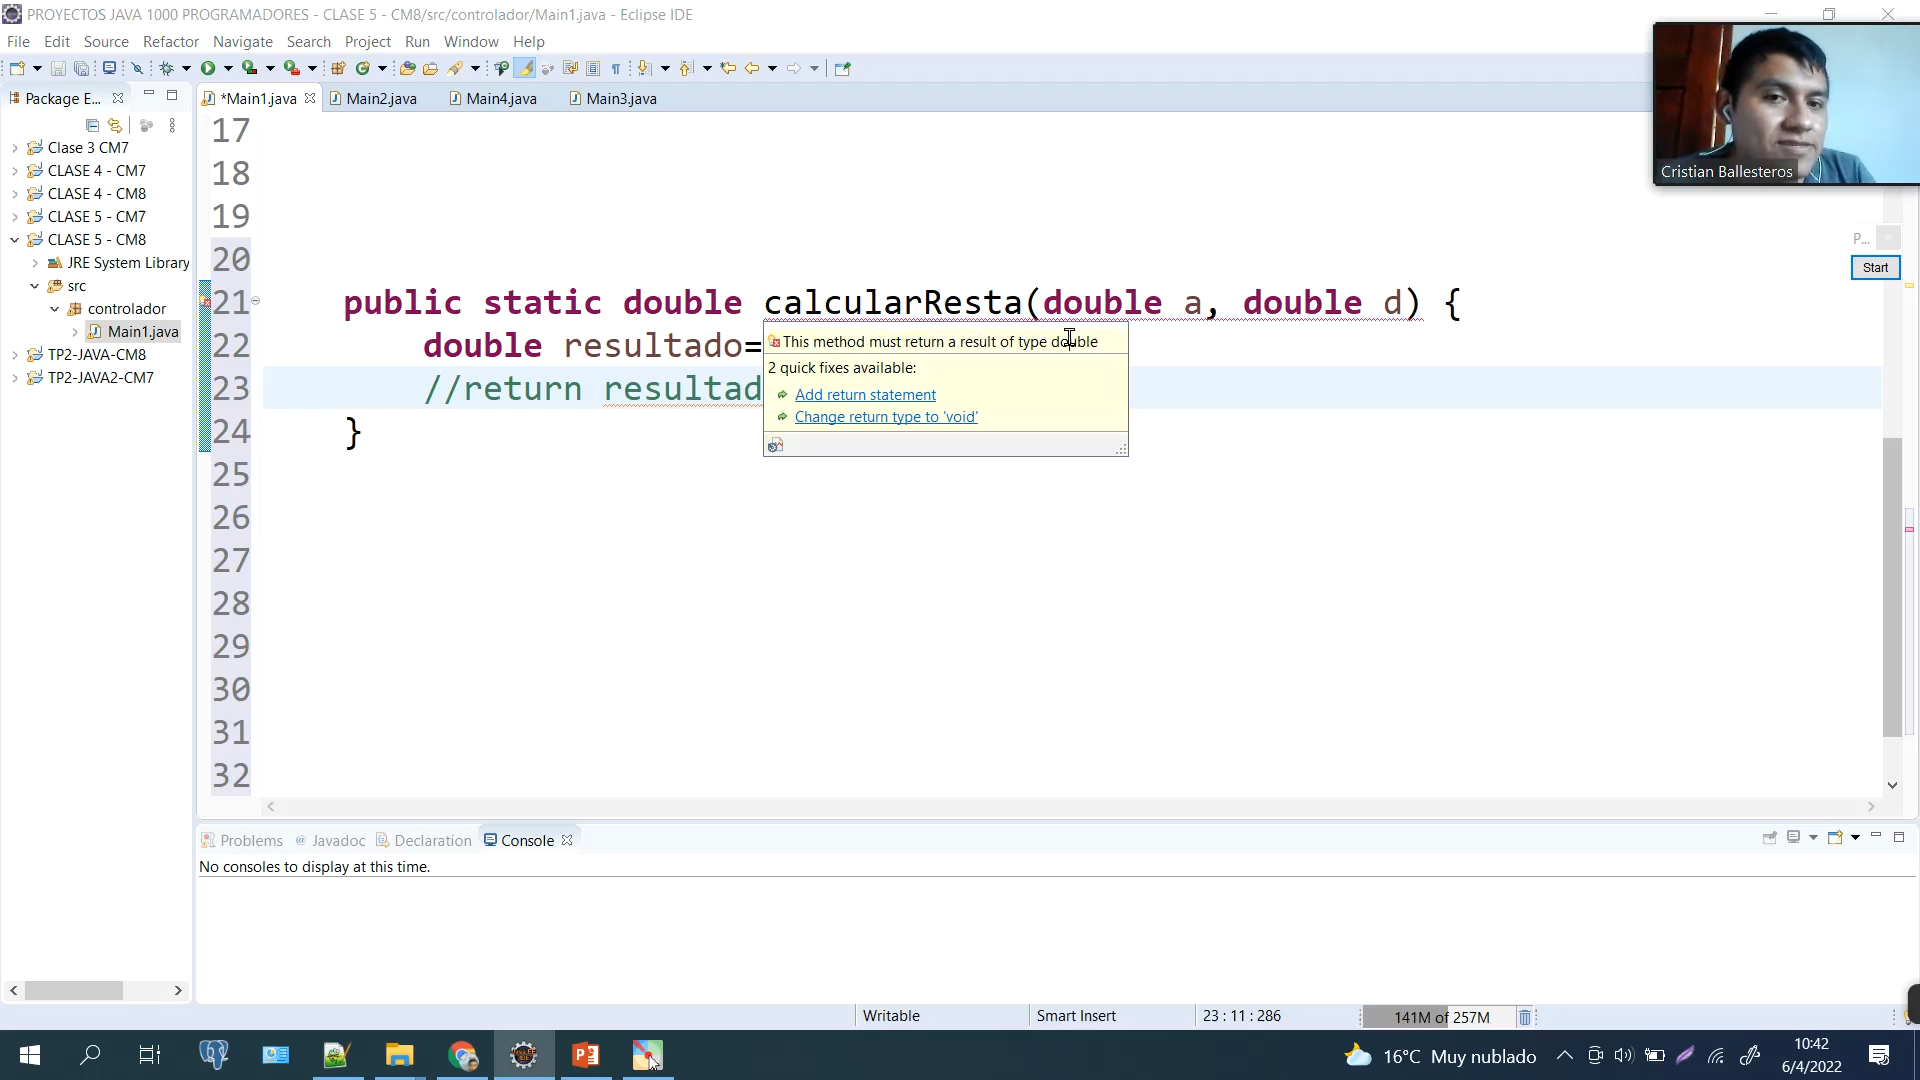 PROYECTOS JAVA 1000 PROGRAMADORES - CLASE 5 - CM8/src/controlador/Main1.java - Eclipse IDE
File Edit Source Refactor Navigate Search Project Run Window Help
Package E...
*Main1.java Main2.java Main4.java Main3.java
Clase 3 CM7
CLASE 4 - CM7
CLASE 4 - CM8
CLASE 5 - CM7
CLASE 5 - CM8
JRE System Library
src
controlador
Main1.java
TP2-JAVA-CM8
TP2-JAVA2-CM7
17
18
19
20
21 public static double calcularResta(double a, double d) {
22 double resultado=
23 //return resultad
24 }
25
26
27
28
29
30
31
32
This method must return a result of type double
2 quick fixes available:
Add return statement
Change return type to 'void'
Cristian Ballesteros
P...
Start
Problems @ Javadoc Declaration Console
No consoles to display at this time.
Writable Smart Insert 23 : 11 : 286 141M of 257M
16°C Muy nublado
10:42
6/4/2022